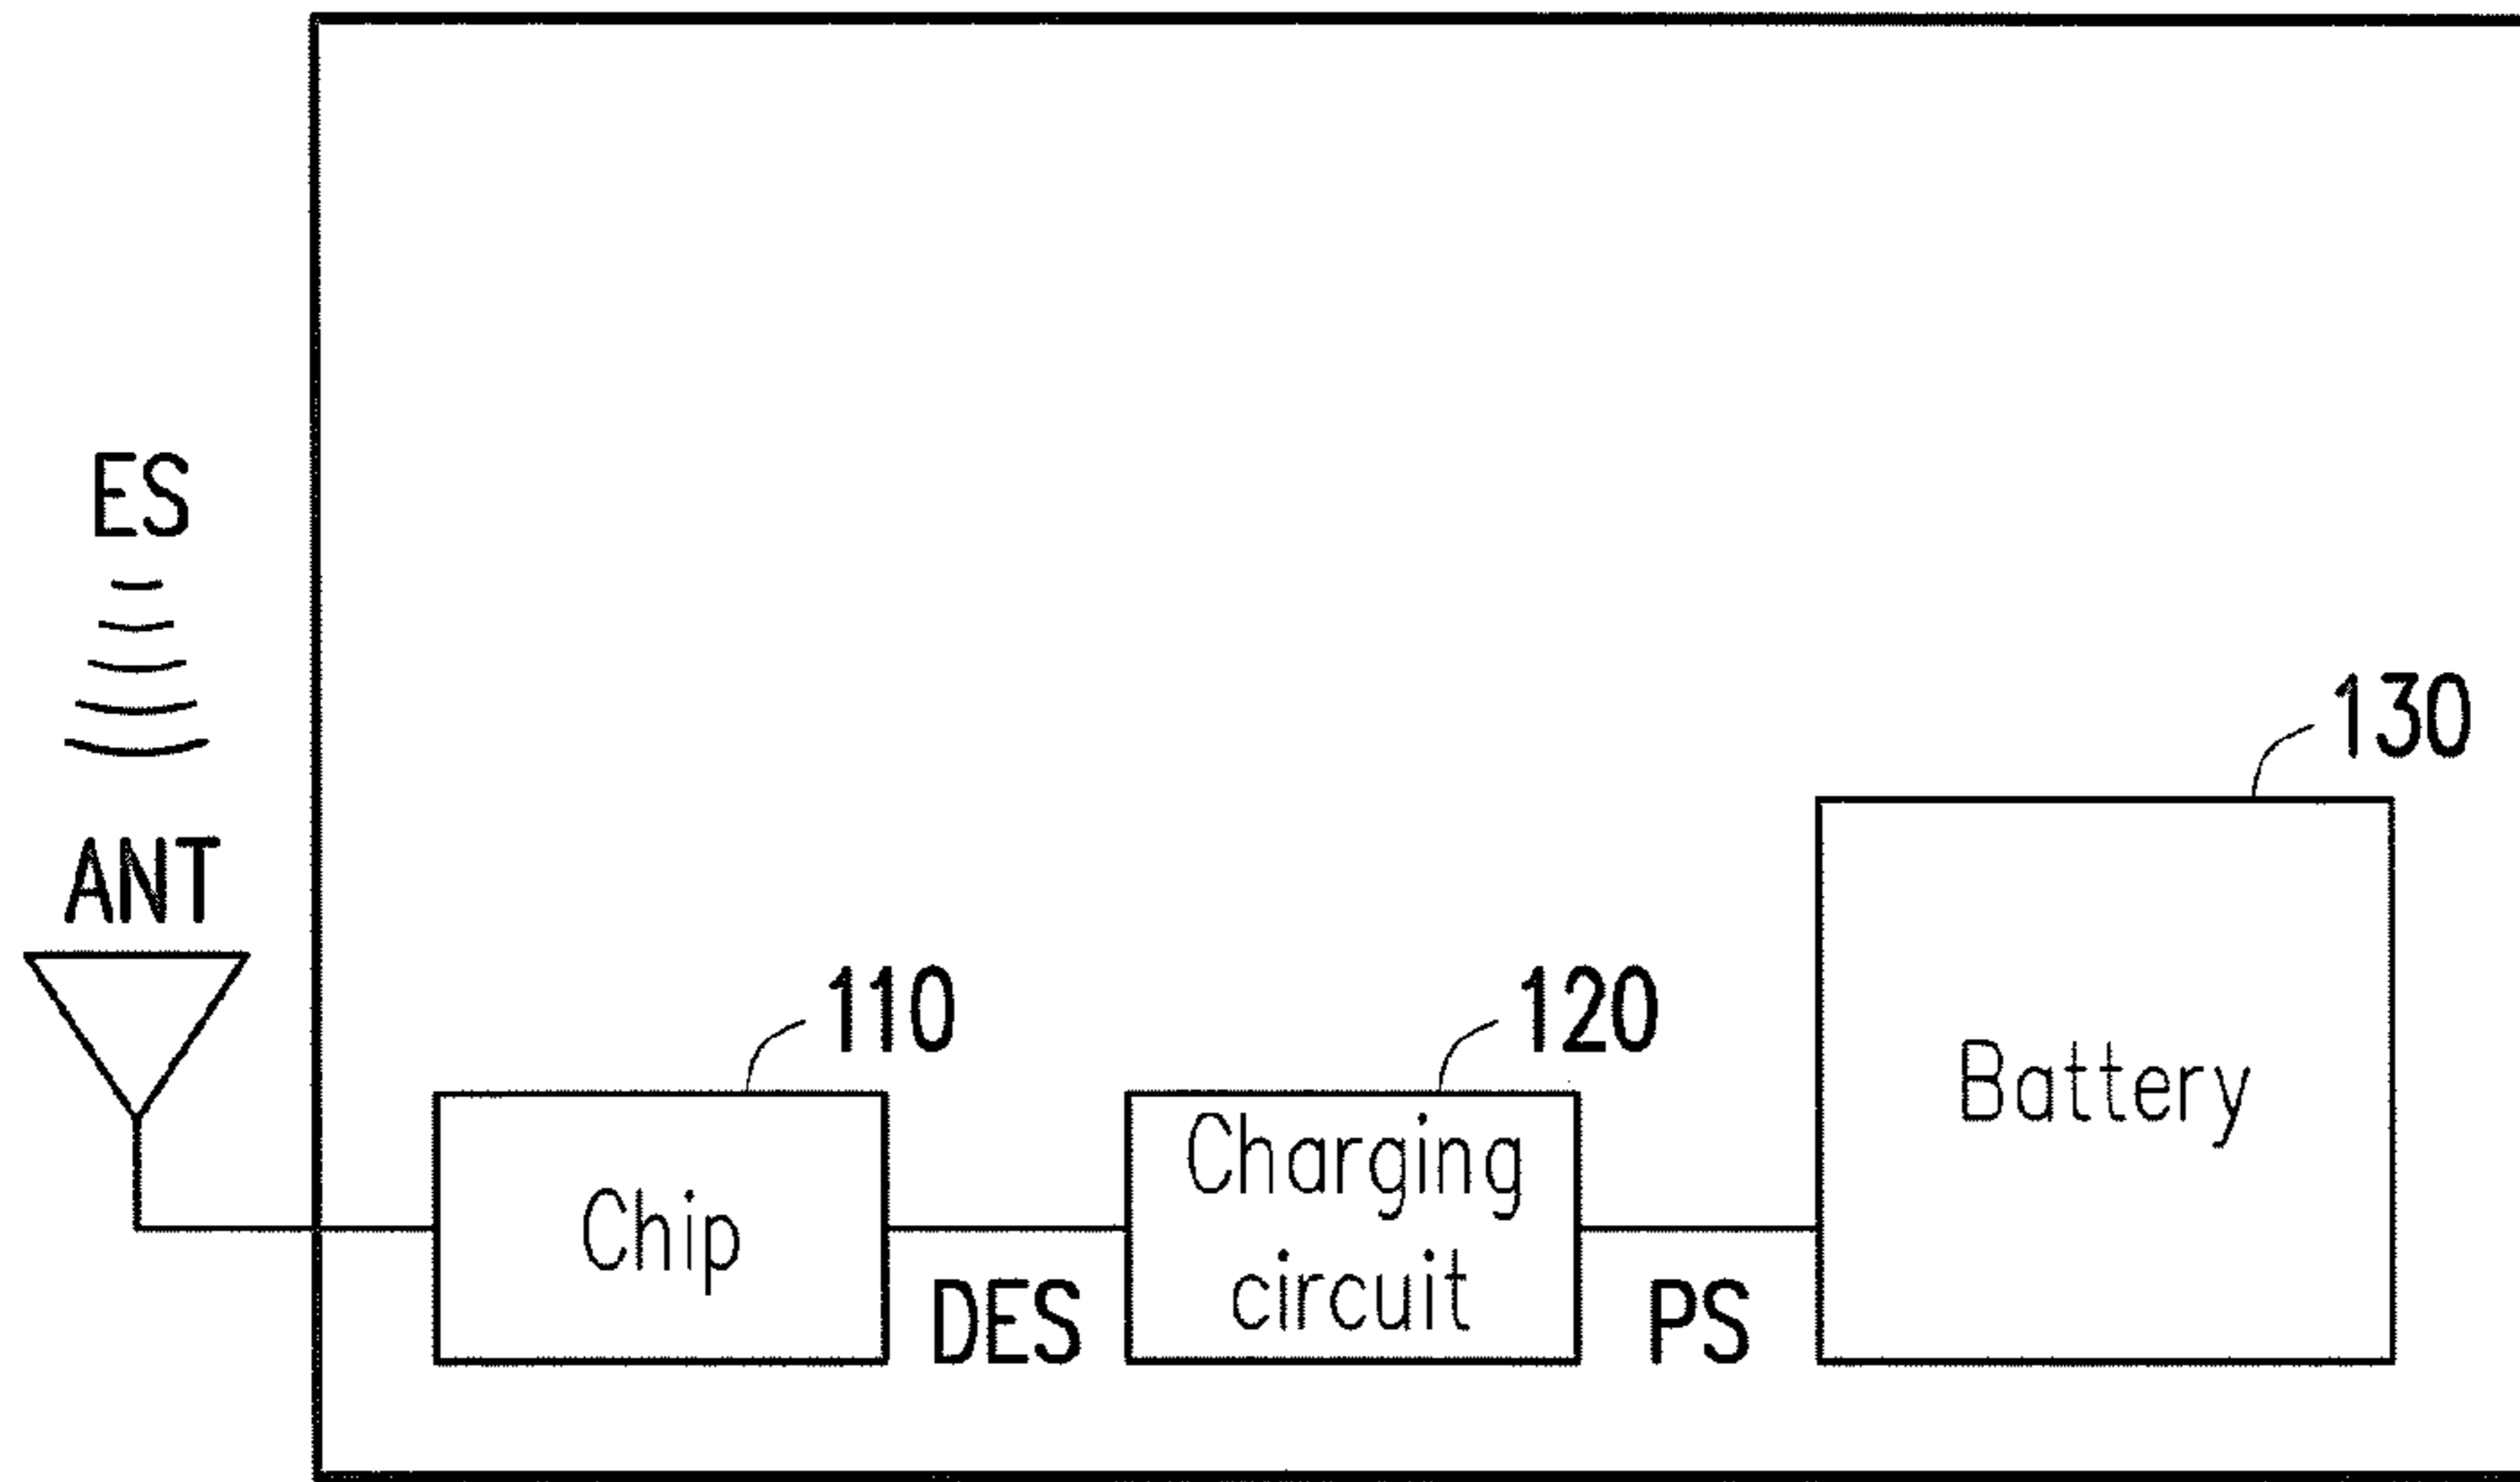 ES
ANT
110
Chip
DES
120
Charging
circuit
PS
130
Battery